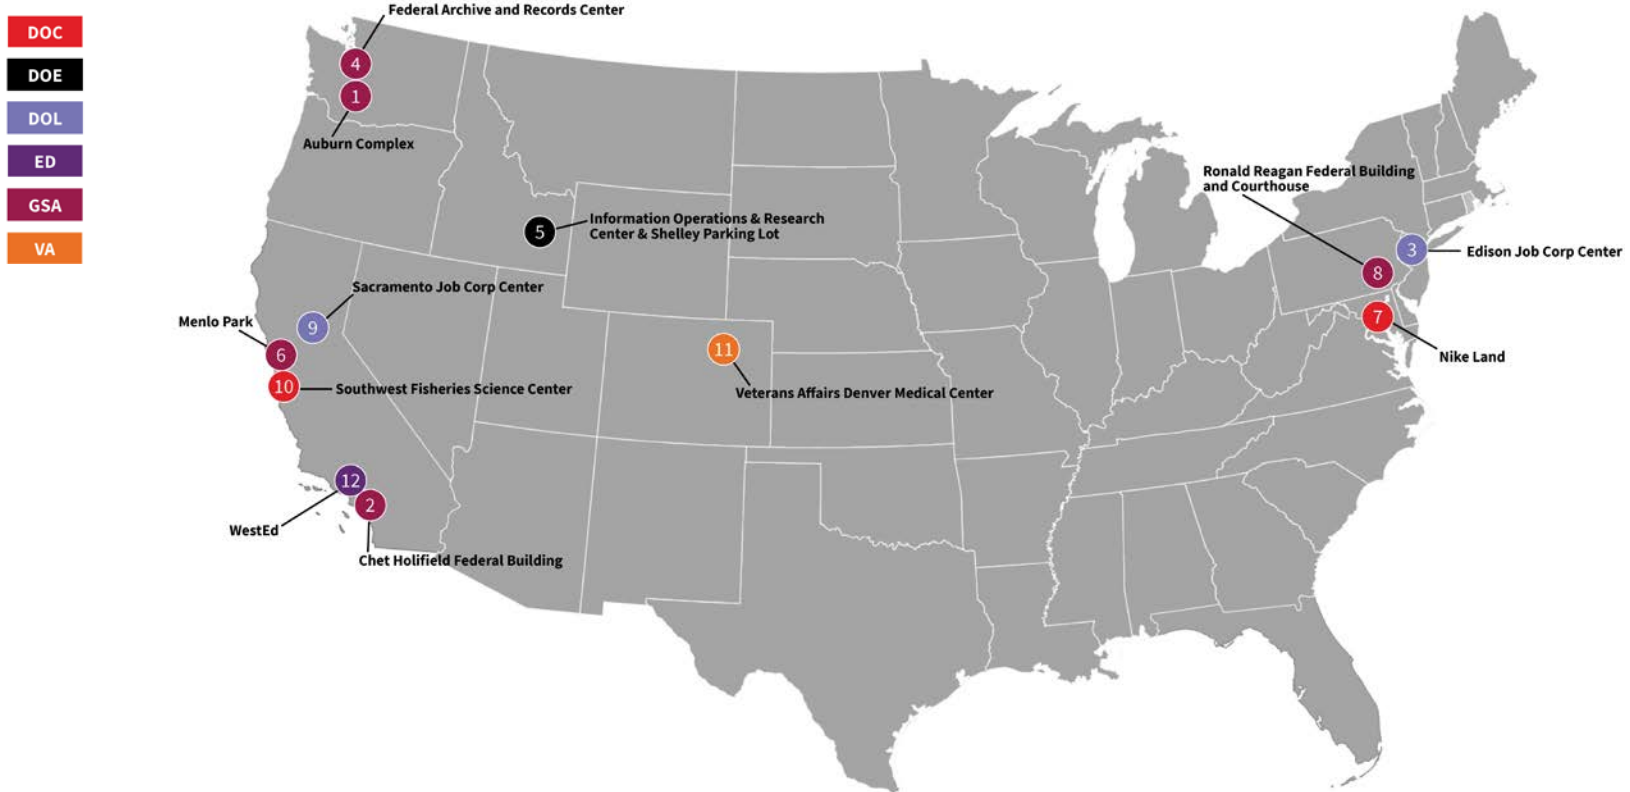 DOC
DOE
DOL
ED
GSA
VA
Federal Archive and Records Center
4
1
Auburn Complex
Ronald Reagan Federal Building
and Courthouse
5
Information Operations & Research
Center & Shelley Parking Lot
3
Edison Job Corp Center
8
Sacramento Job Corp Center
9
Menlo Park
6
7
Nike Land
11
Veterans Affairs Denver Medical Center
10
Southwest Fisheries Science Center
12
WestEd
2
Chet Holifield Federal Building